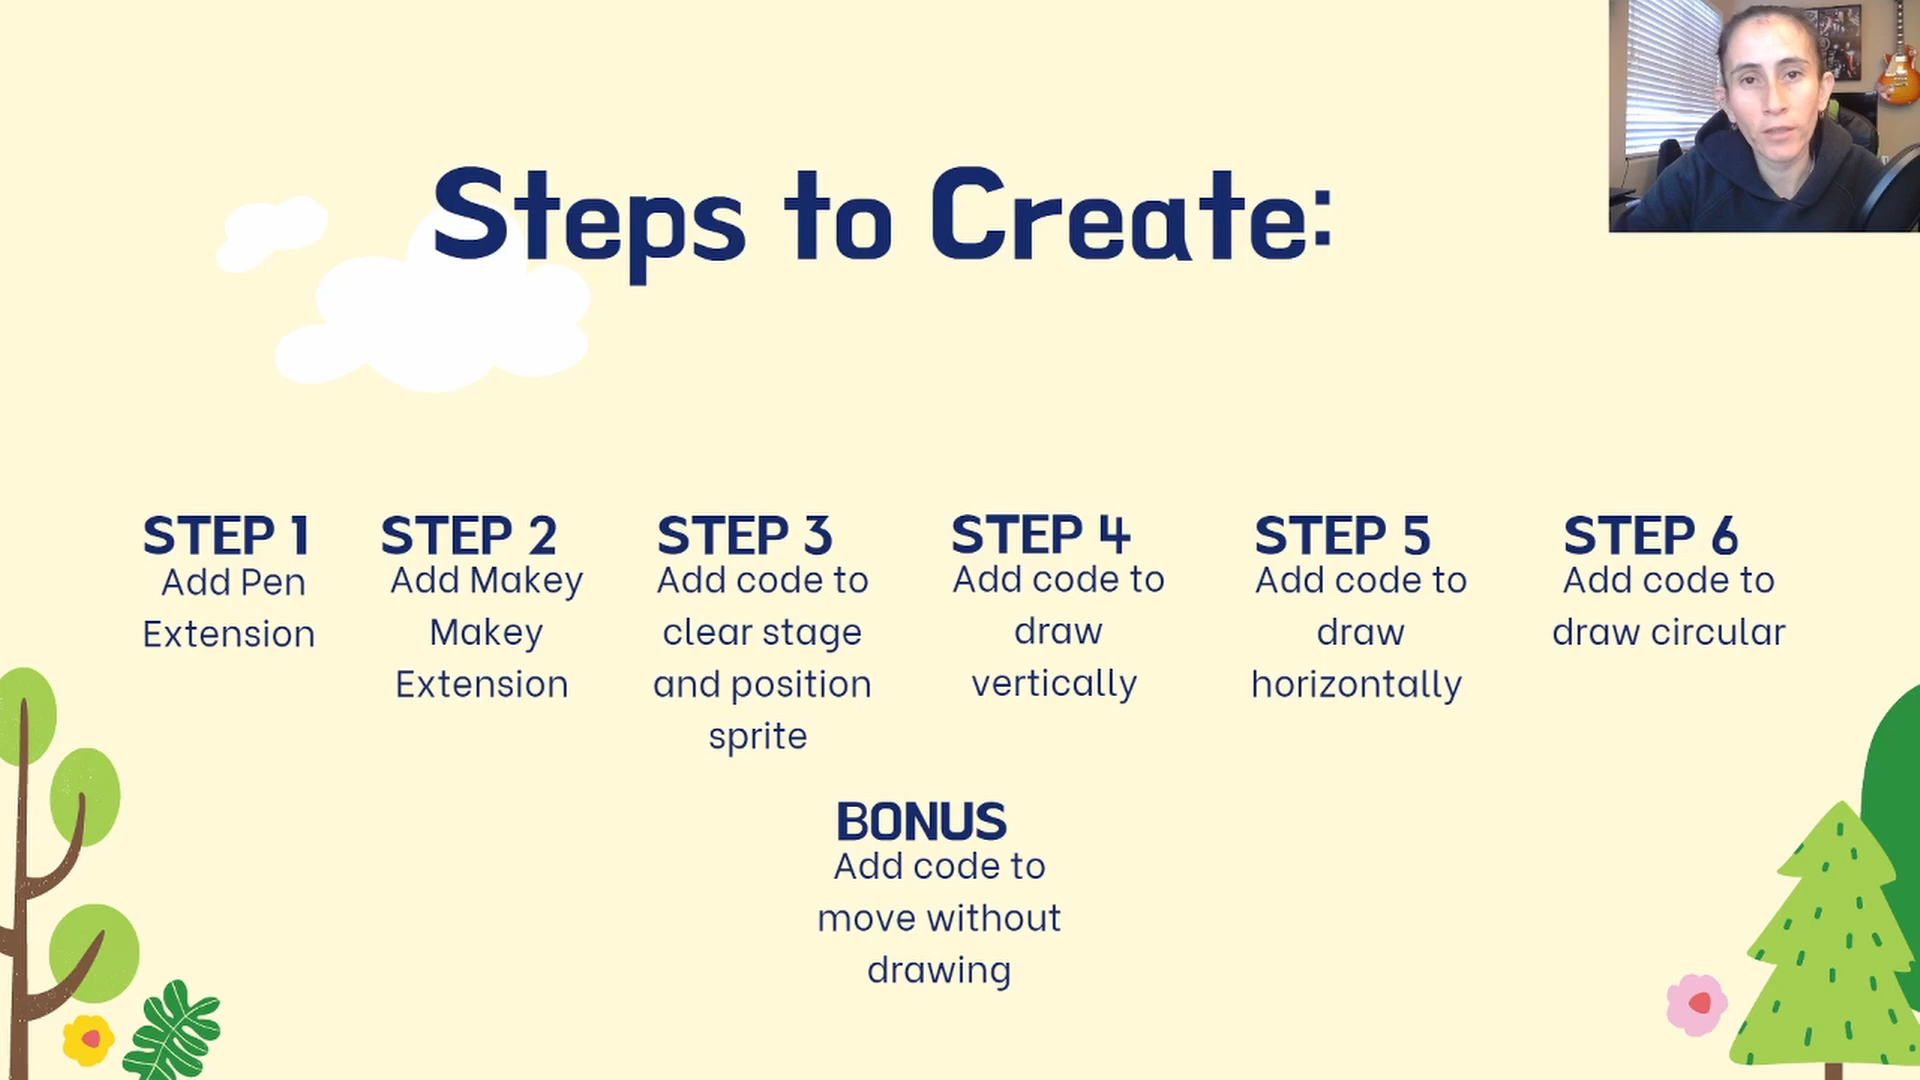 Steps to Create:
STEP 1
Add Pen
Extension
STEP 2
Add Makey
Makey
Extension
STEP 3
Add code to
clear stage
and position
sprite
STEP 4
Add code to
draw
vertically
STEP 5
Add code to
draw
horizontally
STEP 6
Add code to
draw circular
BONUS
Add code to
move without
drawing